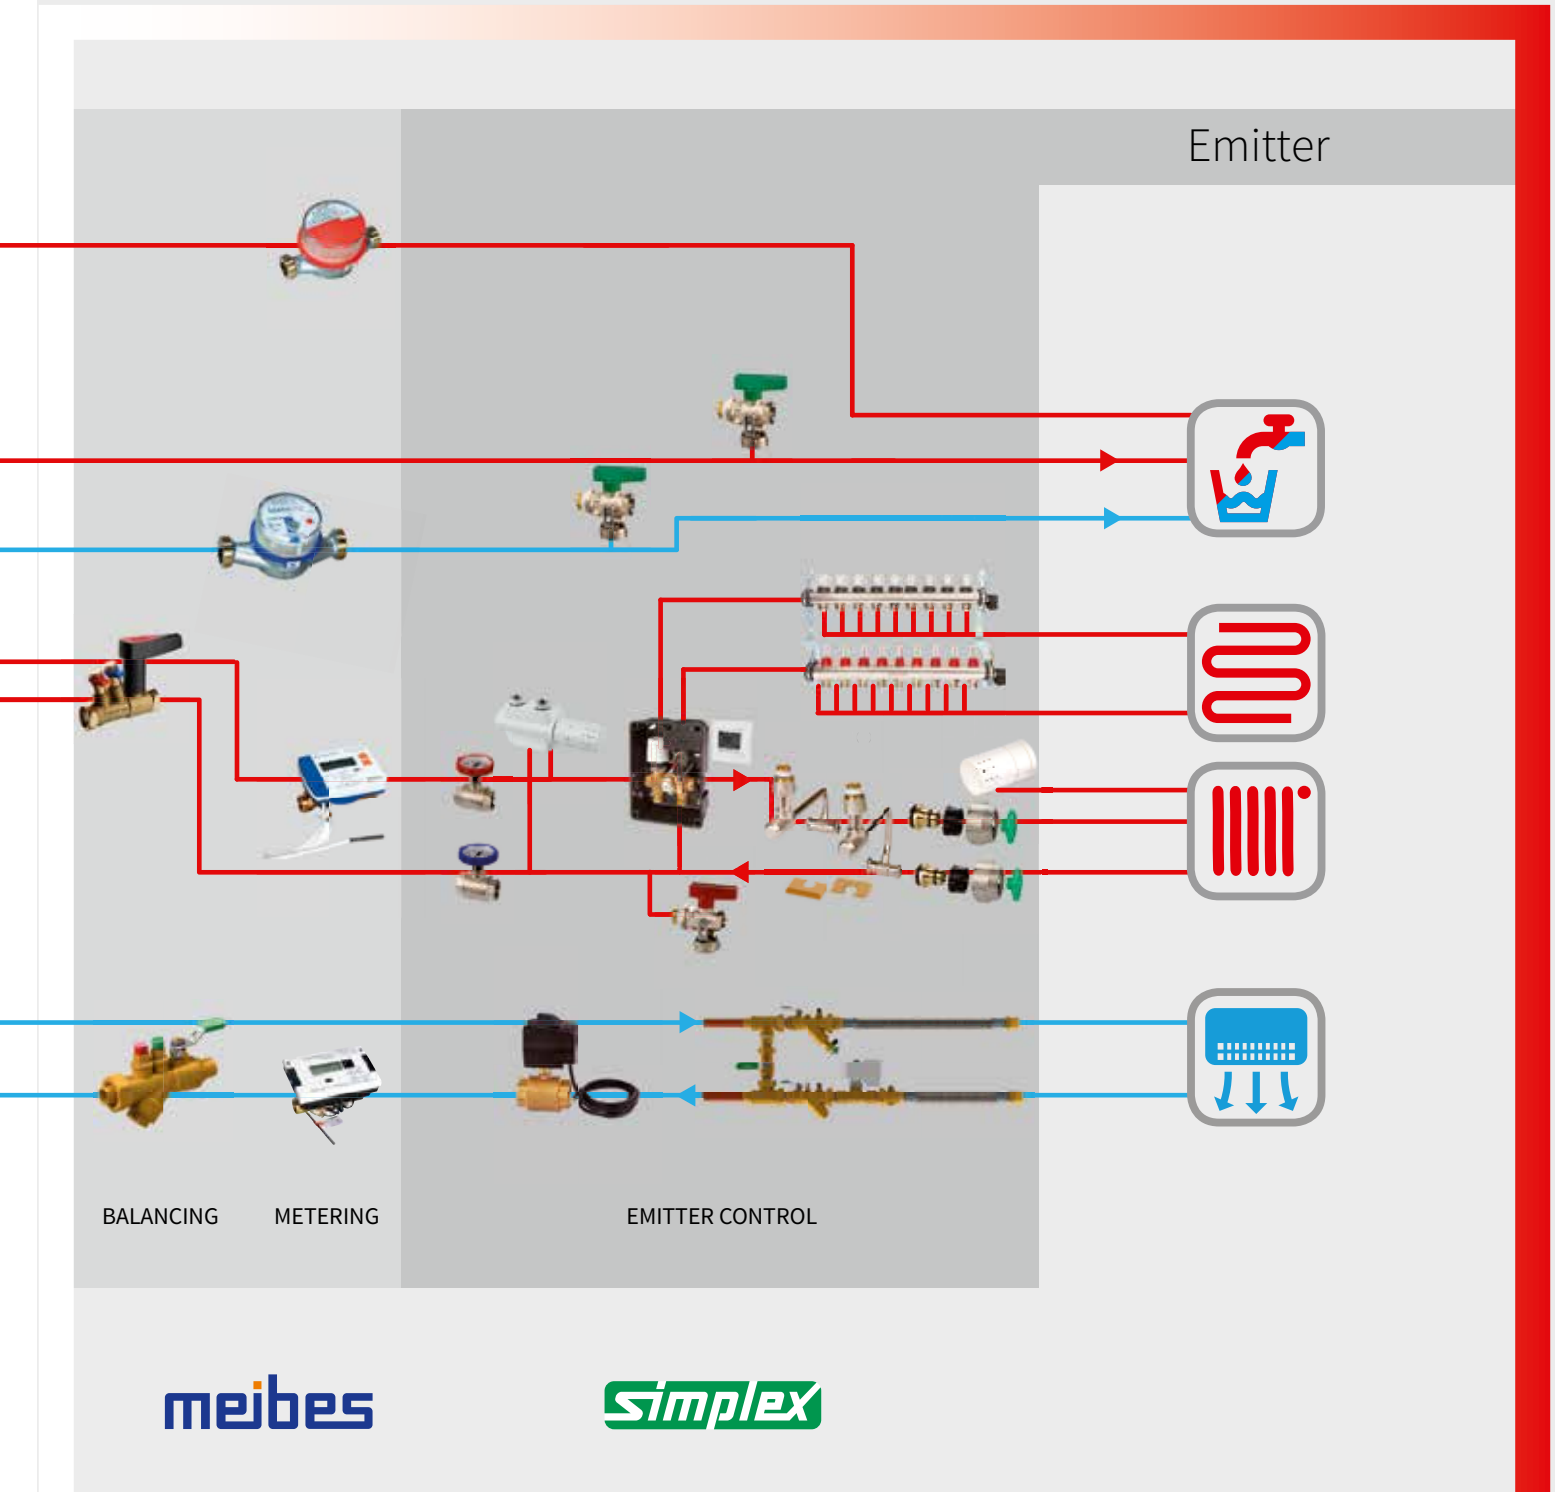 Emitter
BALANCING
METERING
EMITTER CONTROL
meibes
simplex